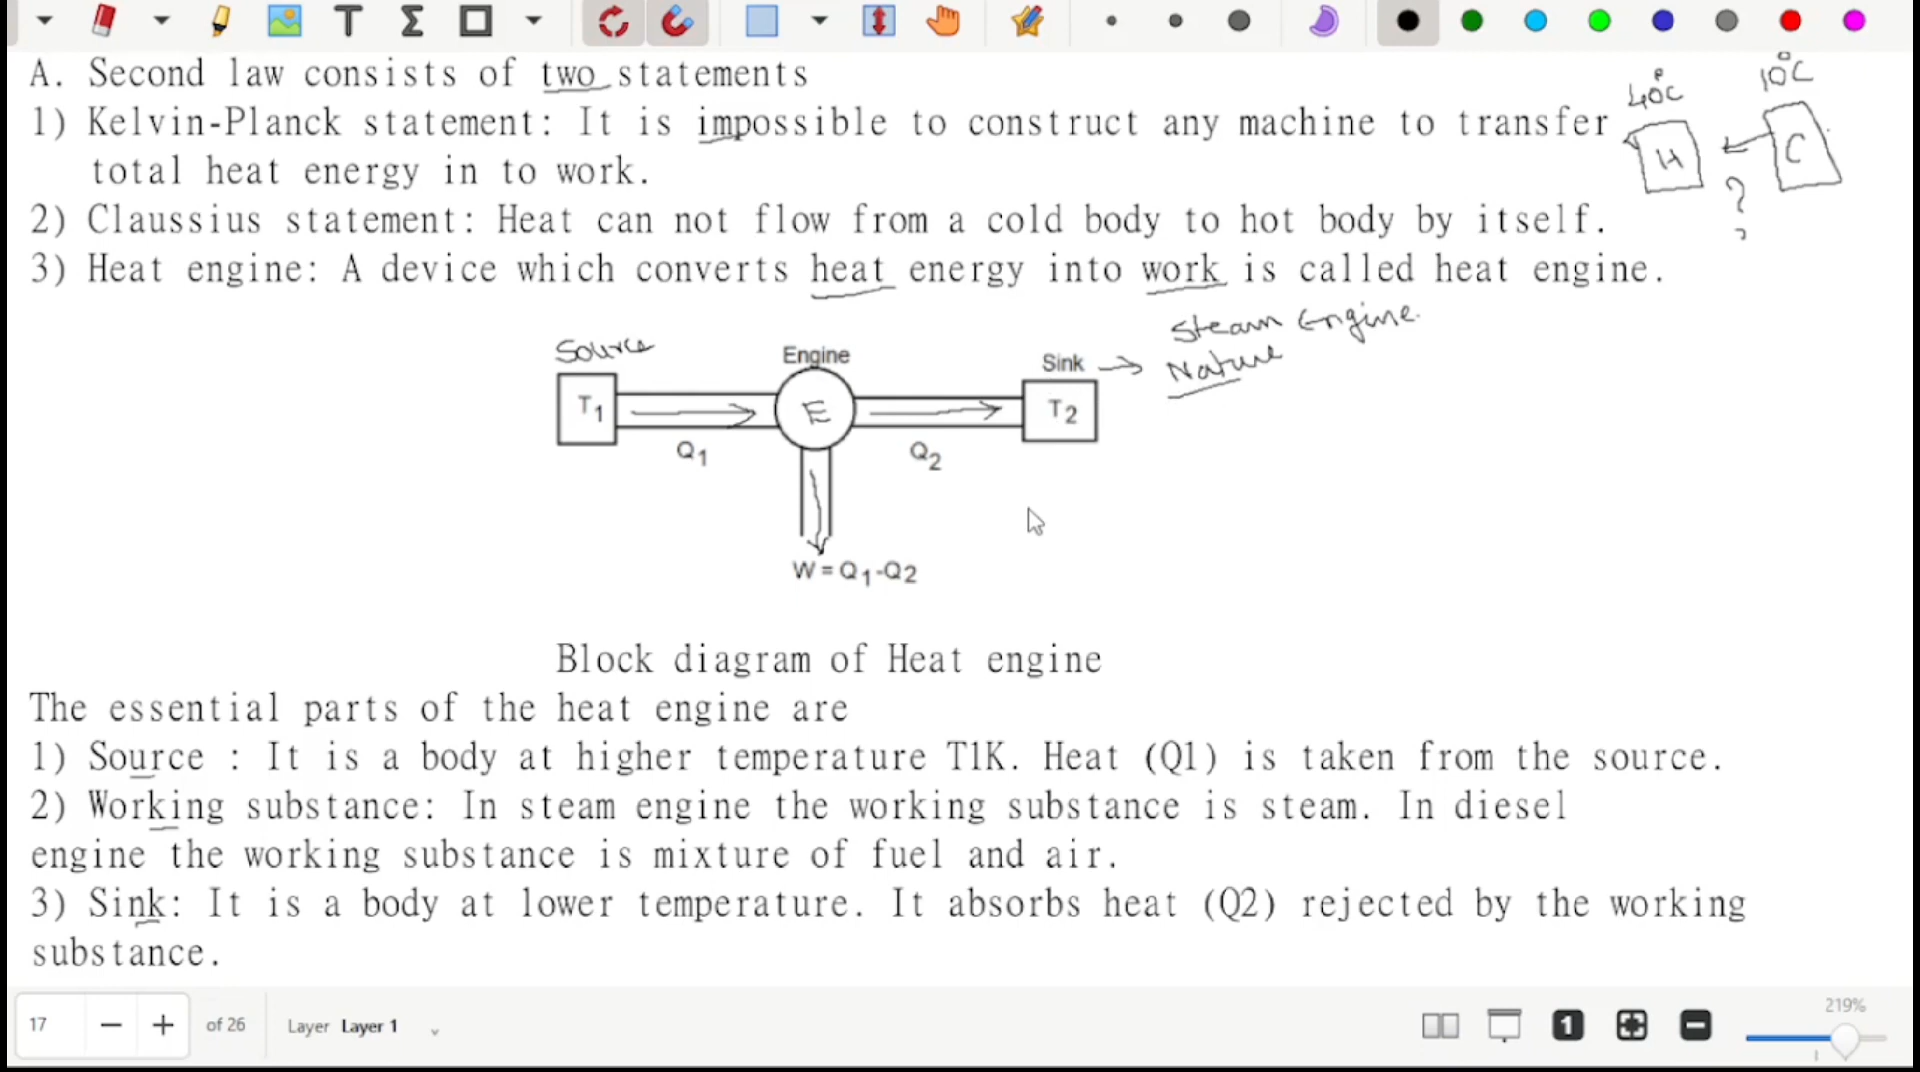 A. Second law consists of two statements
1) Kelvin-Planck statement: It is impossible to construct any machine to transfer
total heat energy in to work.
40°C
10°C
H
C
?
2) Claussius statement: Heat can not flow from a cold body to hot body by itself.
3) Heat engine: A device which converts heat energy into work is called heat engine.
Steam Engine.
Source
Engine
Sink → Nature
T1
E
T2
Q1
Q2
W = Q1-Q2
Block diagram of Heat engine
The essential parts of the heat engine are
1) Source : It is a body at higher temperature T1K. Heat (Q1) is taken from the source.
2) Working substance: In steam engine the working substance is steam. In diesel
engine the working substance is mixture of fuel and air.
3) Sink: It is a body at lower temperature. It absorbs heat (Q2) rejected by the working
substance.
17
of 26
Layer Layer 1
1
219%